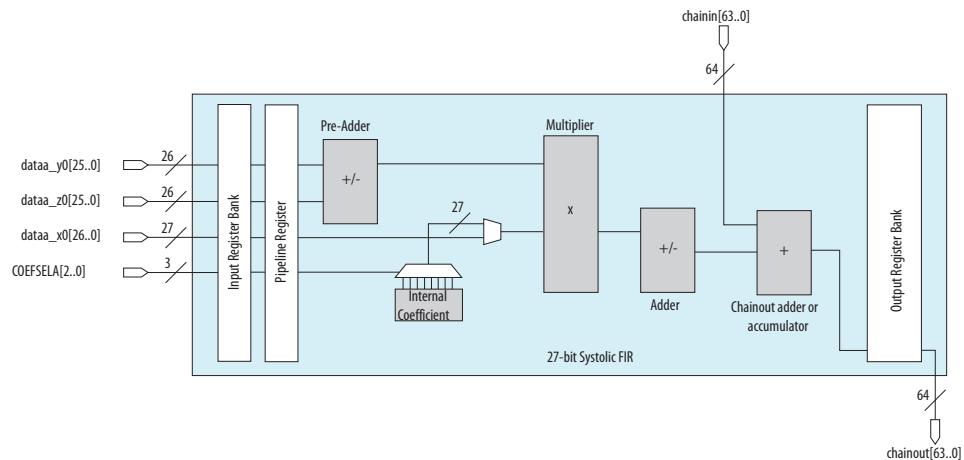 chainin[63..0]
64
Pre-Adder
Multiplier
dataa_y0[25..0]
26
+/-
dataa_z0[25..0]
26
27
x
dataa_x0[26..0]
27
+/-
+
COEFSELA[2..0]
3
Input Register Bank
Pipeline Register
Internal
Coefficient
Adder
Chainout adder or
accumulator
Output Register Bank
27-bit Systolic FIR
64
chainout[63..0]